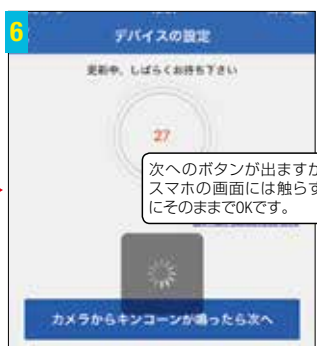 6
デバイスの設定
更新中、しばらくお待ち下さい
27
次へのボタンが出ますが
スマホの画面には触らず
にそのままでOKです。
カメラからキンコーンが鳴ったら次へ